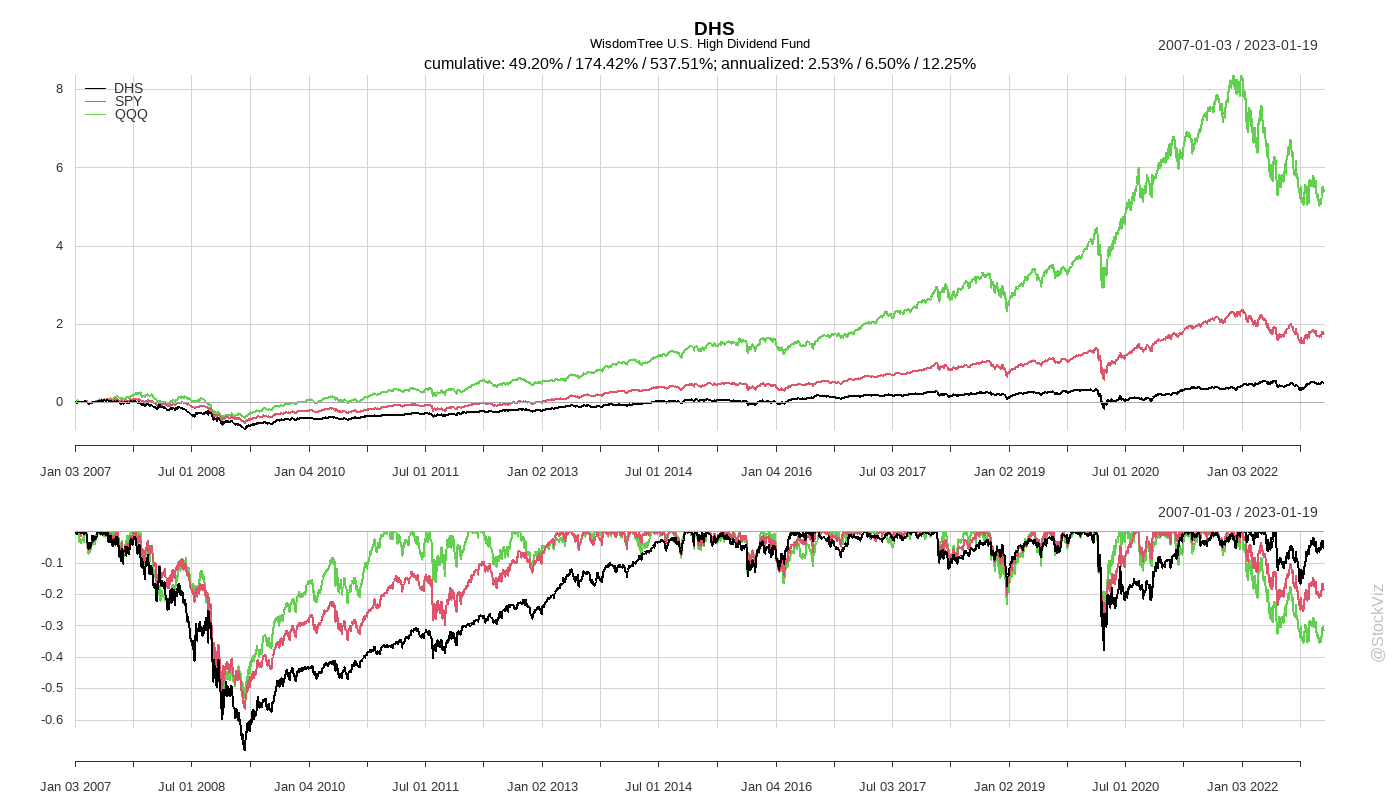 DHS
WisdomTree U.S. High Dividend Fund
2007-01-03 / 2023-01-19
cumulative: 49.20% / 174.42% / 537.51%; annualized: 2.53% / 6.50% / 12.25%
DHS
SPY
QQQ
8
6
4
2
0
Jan 03 2007 Jul 01 2008 Jan 04 2010 Jul 01 2011 Jan 02 2013 Jul 01 2014 Jan 04 2016 Jul 03 2017 Jan 02 2019 Jul 01 2020 Jan 03 2022
2007-01-03 / 2023-01-19
-0.1
-0.2
-0.3
-0.4
-0.5
-0.6
Jan 03 2007 Jul 01 2008 Jan 04 2010 Jul 01 2011 Jan 02 2013 Jul 01 2014 Jan 04 2016 Jul 03 2017 Jan 02 2019 Jul 01 2020 Jan 03 2022
@StockViz